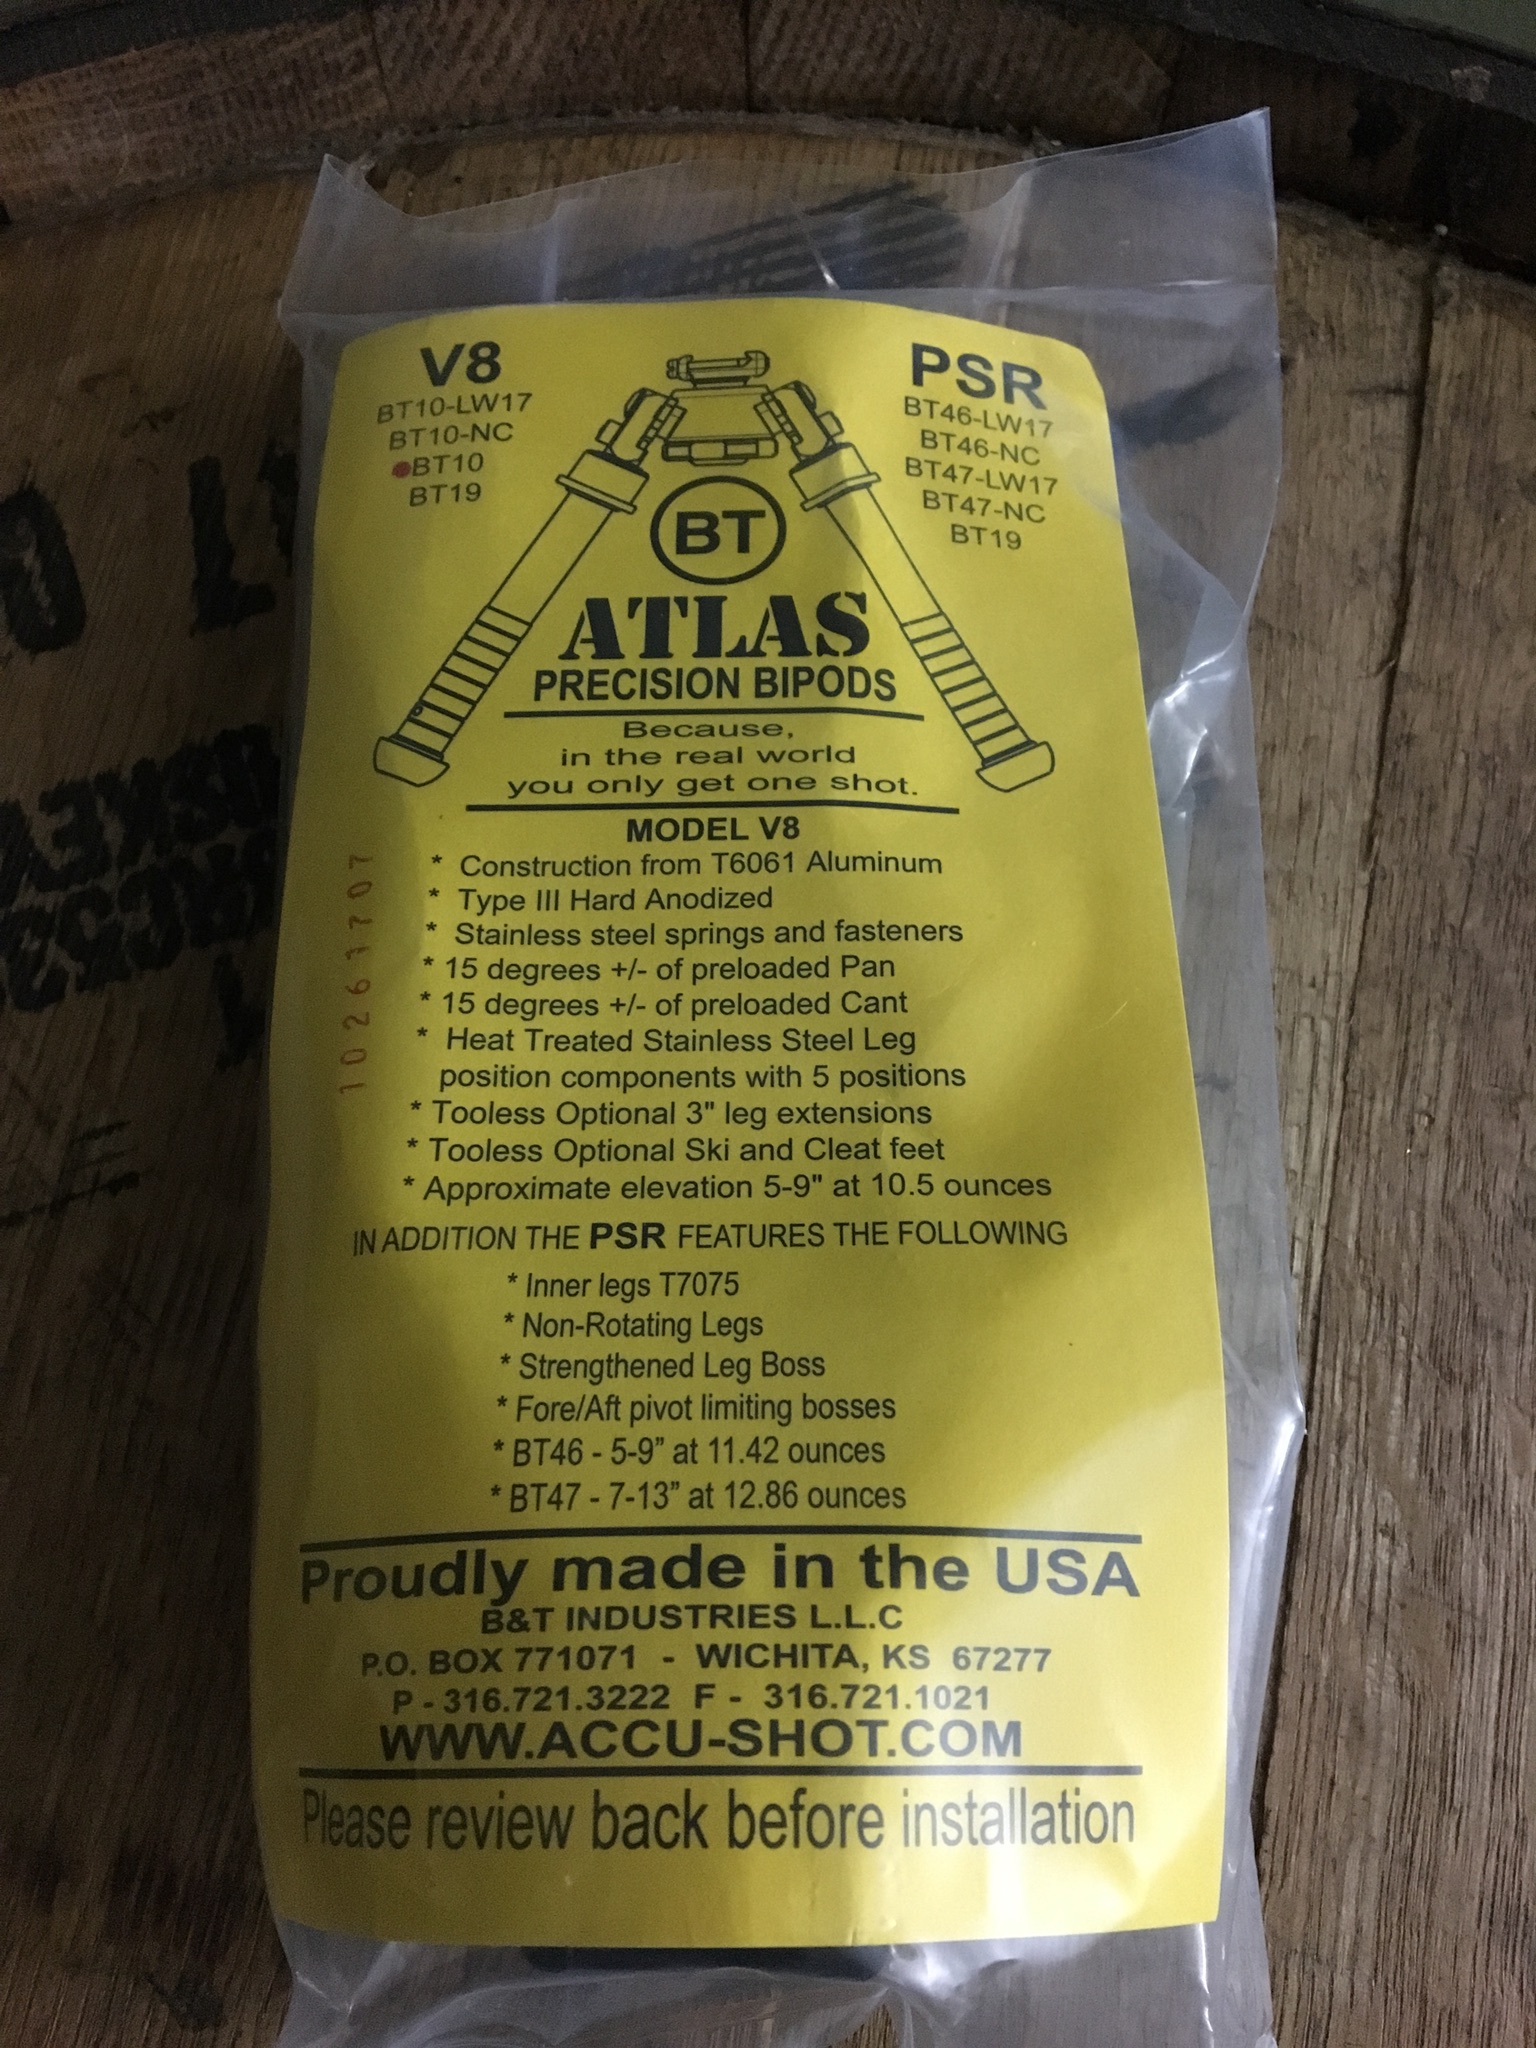 V8
BT10-LW17
BT10-NC
BT10
BT19
PSR
BT46-LW17
BT46-NC
BT47-LW17
BT47-NC
BT19
BT
ATLAS
PRECISION BIPODS
Because,
in the real world
you only get one shot.
MODEL V8
* Construction from T6061 Aluminum
* Type III Hard Anodized
* Stainless steel springs and fasteners
* 15 degrees +/- of preloaded Pan
* 15 degrees +/- of preloaded Cant
* Heat Treated Stainless Steel Leg
position components with 5 positions
* Tooless Optional 3" leg extensions
* Tooless Optional Ski and Cleat feet
* Approximate elevation 5-9" at 10.5 ounces
IN ADDITION THE PSR FEATURES THE FOLLOWING
* Inner legs T7075
* Non-Rotating Legs
* Strengthened Leg Boss
* Fore/Aft pivot limiting bosses
* BT46 - 5-9” at 11.42 ounces
* BT47 - 7-13” at 12.86 ounces
Proudly made in the USA
B&T INDUSTRIES L.L.C
P.O. BOX 771071 - WICHITA, KS 67277
P - 316.721.3222 F - 316.721.1021
WWW.ACCU-SHOT.COM
Please review back before installation
10261707